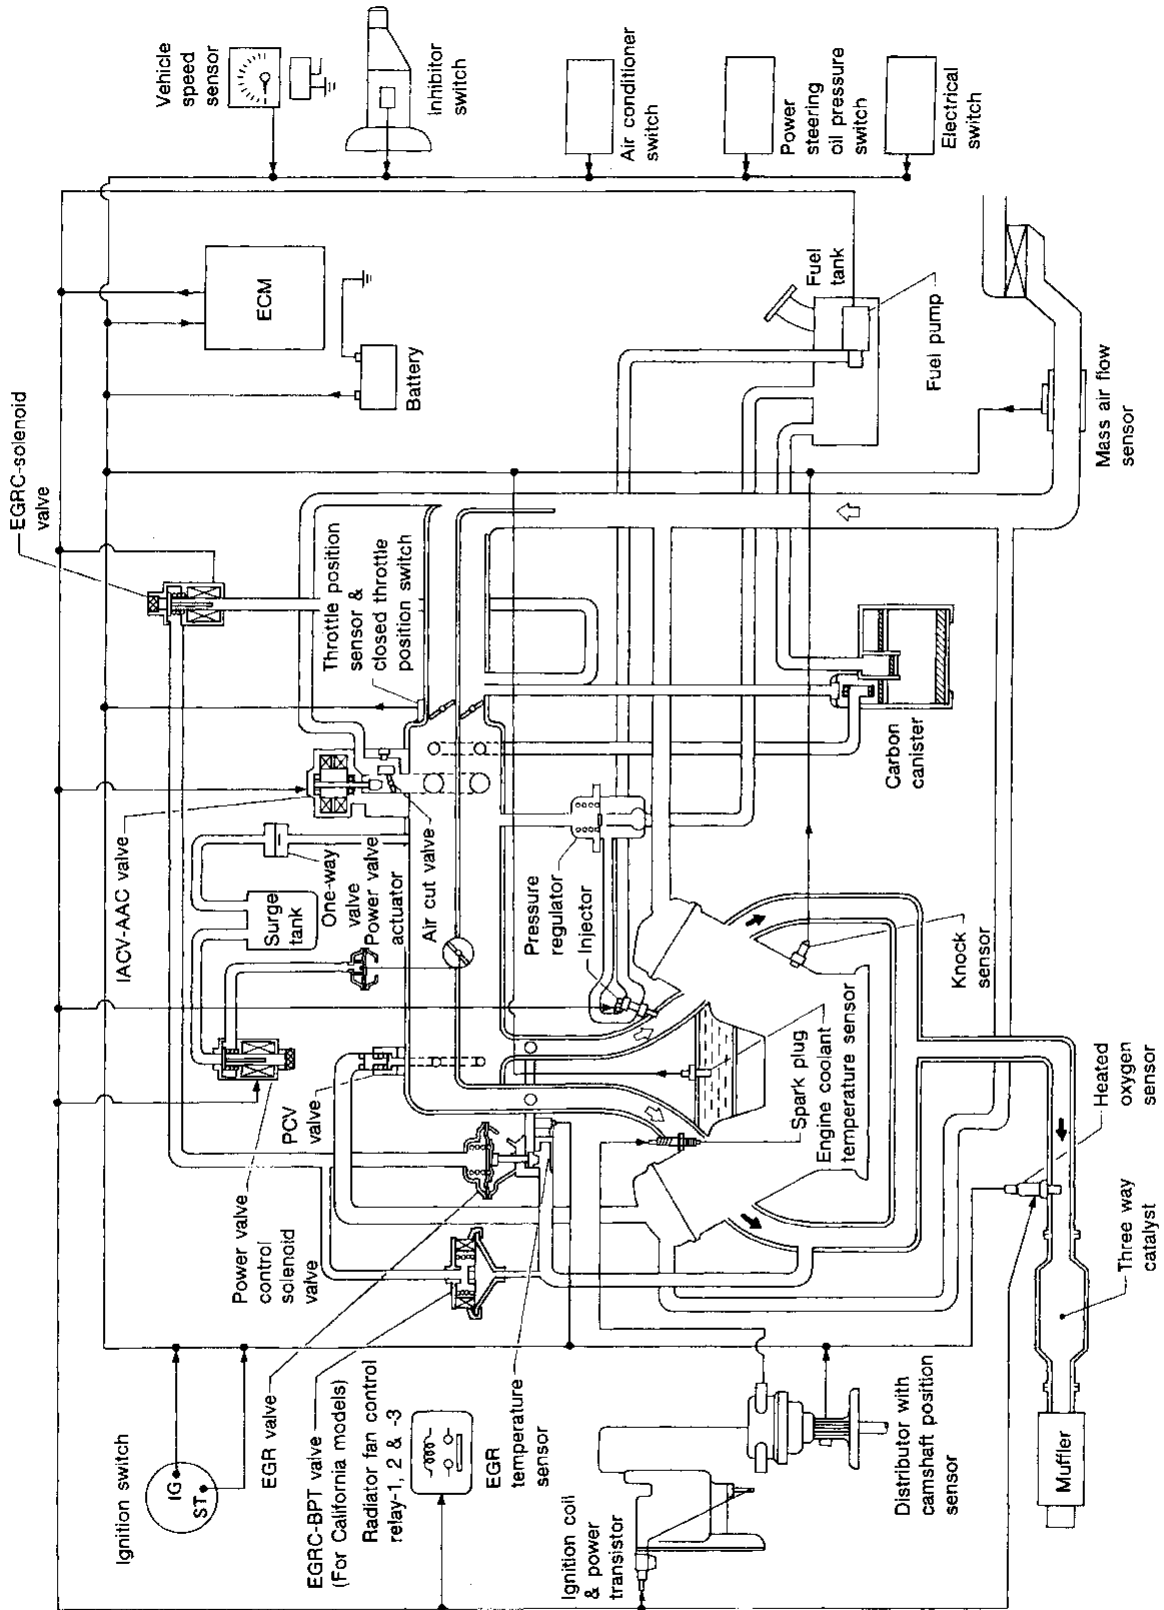 Ignition switch
IG
ST
EGR valve
EGRC-BPT valve
(For California models)
Radiator fan control
relay-1, 2 & -3
EGR
temperature
sensor
Ignition coil
& power
transistor
Distributor with
camshaft position
sensor
Muffler
Three way
catalyst
Heated
oxygen
sensor
Power valve
control
solenoid
valve
PCV
valve
Spark plug
Engine coolant
temperature sensor
Knock
sensor
IACV-AAC valve
Surge
tank
One-way
valve
Power valve
actuator
Air cut valve
Pressure
regulator
Injector
Carbon
canister
EGRC-solenoid
valve
Throttle position
sensor &
closed throttle
position switch
Battery
ECM
Fuel pump
Fuel
tank
Mass air flow
sensor
Vehicle
speed
sensor
Inhibitor
switch
Air conditioner
switch
Power
steering
oil pressure
switch
Electrical
switch